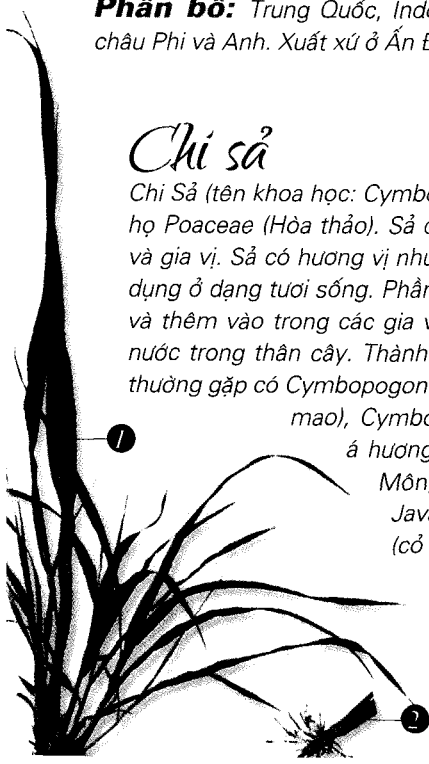 Phân bố: Trung Quốc, Indo
châu Phi và Anh. Xuất xứ ở Ấn Đ
Chi sả
Chi Sả (tên khoa học: Cymbo
họ Poaceae (Hòa thảo). Sả c
và gia vị. Sả có hương vị như
dụng ở dạng tươi sống. Phần
và thêm vào trong các gia v
nước trong thân cây. Thành
thường gặp có Cymbopogon
mao), Cymbo
á hương
Môn,
Java
(cỏ
1
2